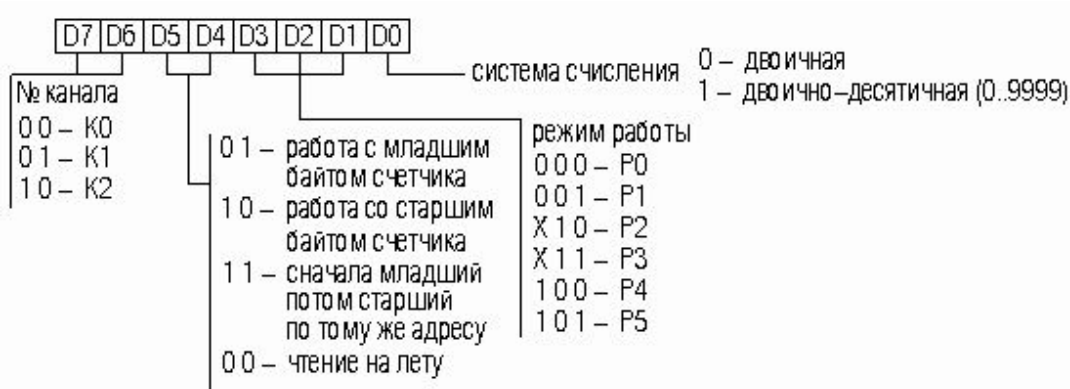 D7 D6 D5 D4 D3 D2 D1 D0
система счисления
0 – двоичная
1 – двоично–десятичная (0..9999)
№ канала
00 – K0
01 – K1
10 – K2
01 – работа с младшим
байтом счетчика
10 – работа со старшим
байтом счетчика
11 – сначала младший
потом старший
по тому же адресу
00 – чтение на лету
режим работы
000 – P0
001 – P1
X10 – P2
X11 – P3
100 – P4
101 – P5